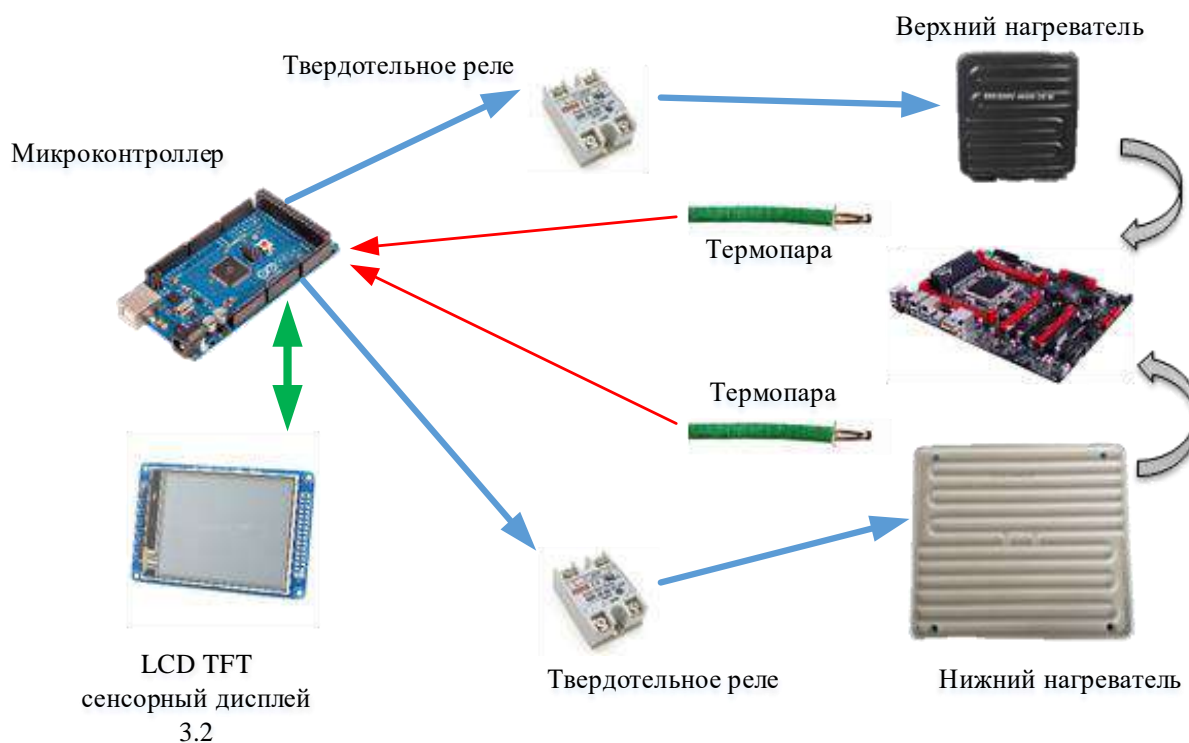 Верхний нагреватель
Твердотельное реле
Микроконтроллер
Термопара
Термопара
LCD TFT
сенсорный дисплей
3.2
Твердотельное реле
Нижний нагреватель